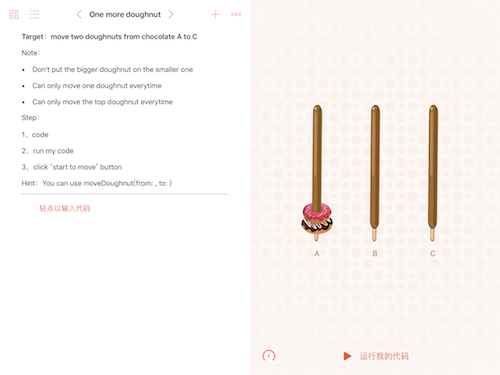 One more doughnut
Target： move two doughnuts from chocolate A to C
Note：
• Don't put the bigger doughnut on the smaller one
• Can only move one doughnut everytime
• Can only move the top doughnut everytime
Step：
1、code
2、run my code
3、click ‘start to move’ button
Hint： You can use moveDoughnut(from: , to: )
轻点以输入代码
A B C
运行我的代码